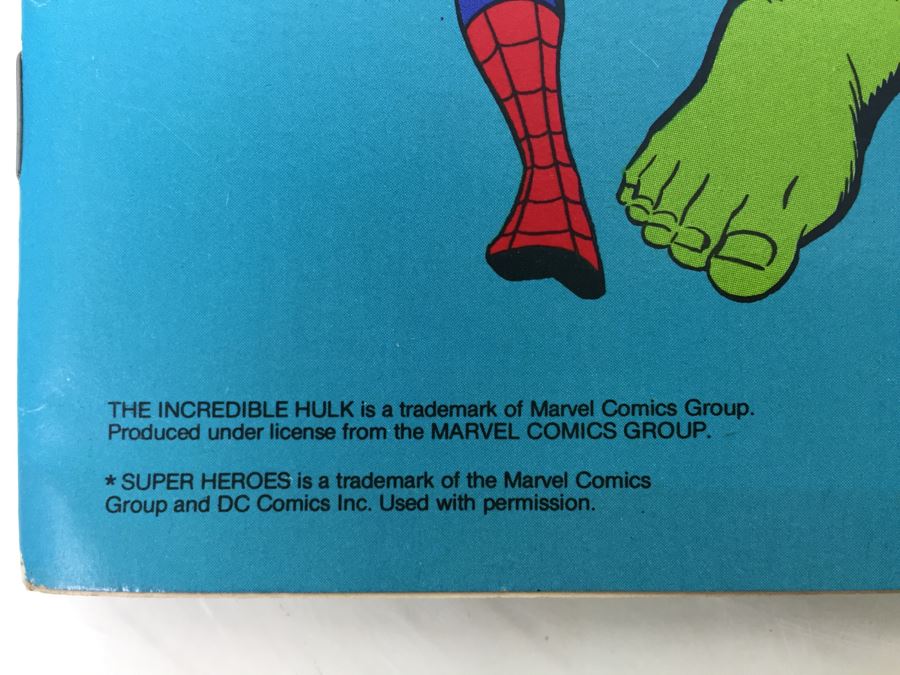 THE INCREDIBLE HULK is a trademark of Marvel Comics Group.
Produced under license from the MARVEL COMICS GROUP.
* SUPER HEROES is a trademark of the Marvel Comics
Group and DC Comics Inc. Used with permission.